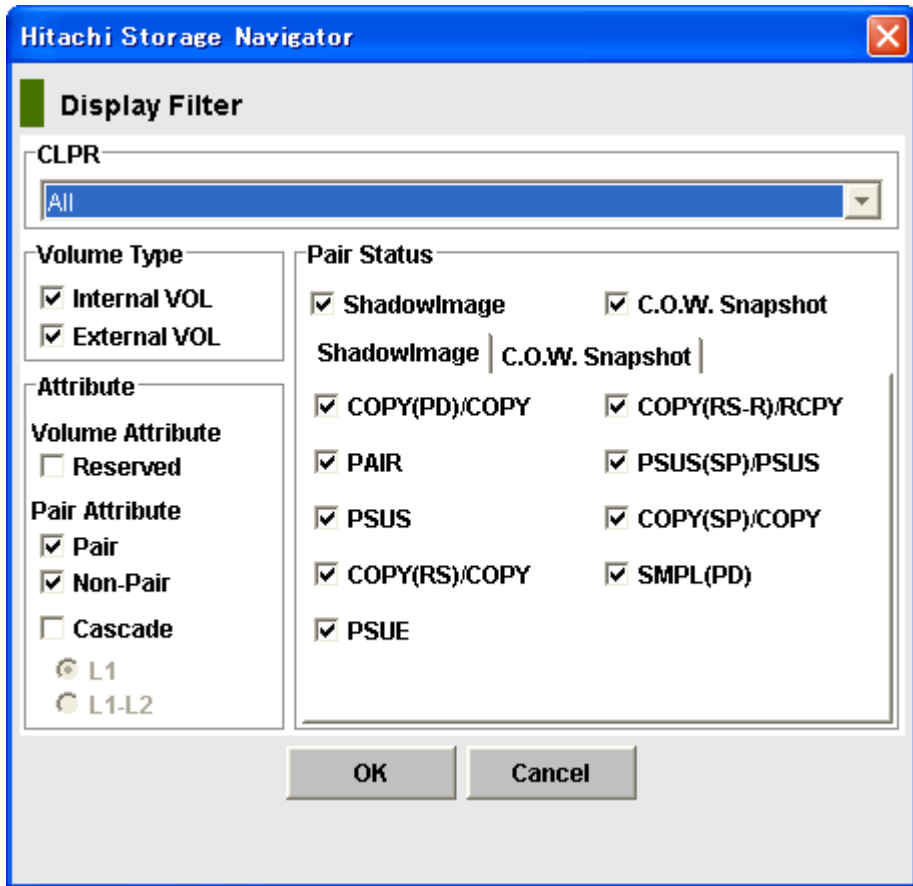 Hitachi Storage Navigator
Display Filter
CLPR
All
Volume Type
Internal VOL
External VOL
Attribute
Volume Attribute
Reserved
Pair Attribute
Pair
Non-Pair
Cascade
L1
L1-L2
Pair Status
ShadowImage C.O.W. Snapshot
ShadowImage C.O.W. Snapshot
COPY(PD)/COPY COPY(RS-R)/RCPY
PAIR PSUS(SP)/PSUS
PSUS COPY(SP)/COPY
COPY(RS)/COPY SMPL(PD)
PSUE
OK Cancel